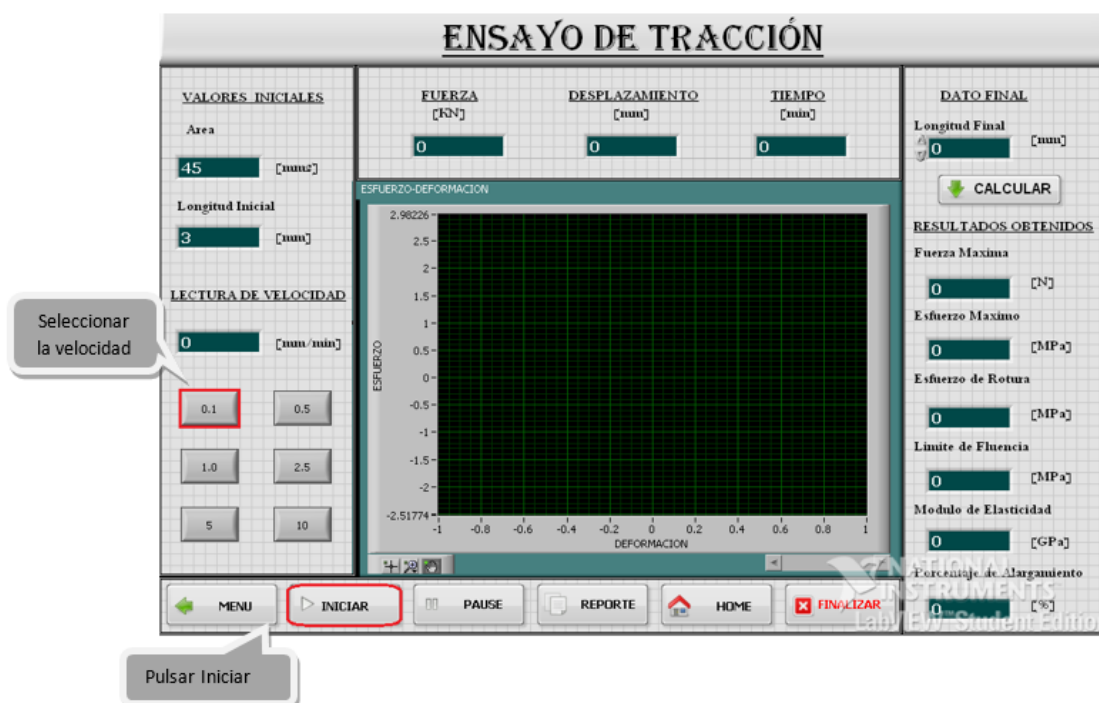 ENSAYO DE TRACCIÓN
VALORES INICIALES
Area
45 [mm2]
Longitud Inicial
3 [mm]
LECTURA DE VELOCIDAD
0 [mm/min]
0.1 0.5
1.0 2.5
5 10
Seleccionar
la velocidad
FUERZA
[KN]
0
DESPLAZAMIENTO
[mm]
0
TIEMPO
[min]
0
ESFUERZO-DEFORMACION
2.98226
2.5
2
1.5
1
0.5
0
-0.5
-1
-1.5
-2
-2.51774
ESFUERZO
-1 -0.8 -0.6 -0.4 -0.2 0 0.2 0.4 0.6 0.8 1
DEFORMACION
DATO FINAL
Longitud Final
0 [mm]
CALCULAR
RESULTADOS OBTENIDOS
Fuerza Maxima
0 [N]
Esfuerzo Maximo
0 [MPa]
Esfuerzo de Rotura
0 [MPa]
Limite de Fluencia
0 [MPa]
Modulo de Elasticidad
0 [GPa]
Porcentaje de Alargamiento
0 [%]
NATIONAL
INSTRUMENTS
LabVIEW Student Editio
MENU INICIAR PAUSE REPORTE HOME FINALIZAR
Pulsar Iniciar